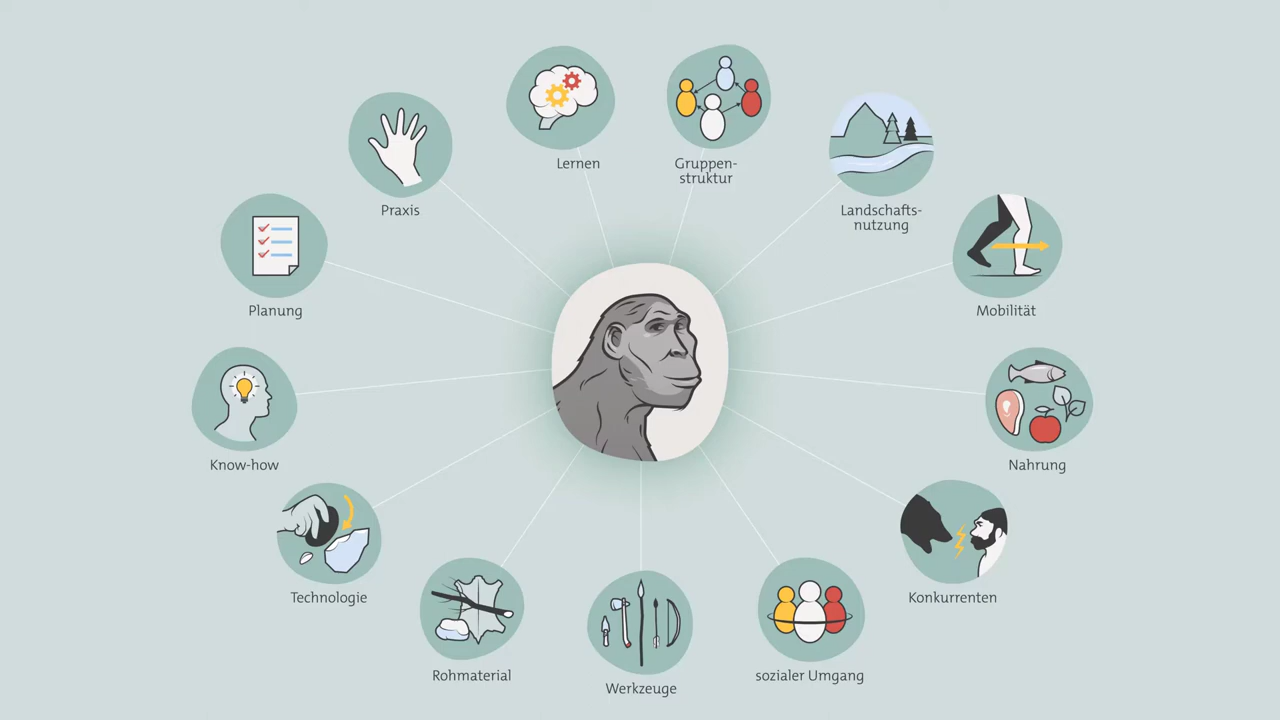 Lernen
Gruppen-
struktur
Praxis
Landschafts-
nutzung
Planung
Mobilität
Know-how
Nahrung
Technologie
Konkurrenten
Rohmaterial
Werkzeuge
sozialer Umgang